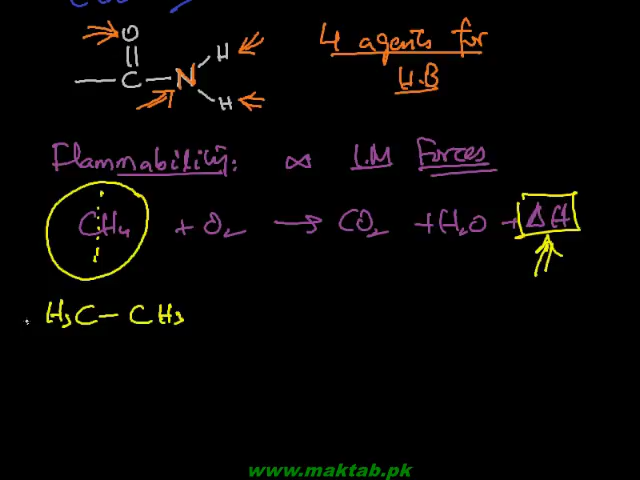 O
H
4 agents for
— C — N
H.B
H
Flammability: ∝ I.M Forces
CH4 + O2 → CO2 + H2O + ΔH
H3C – CH3
www.maktab.pk